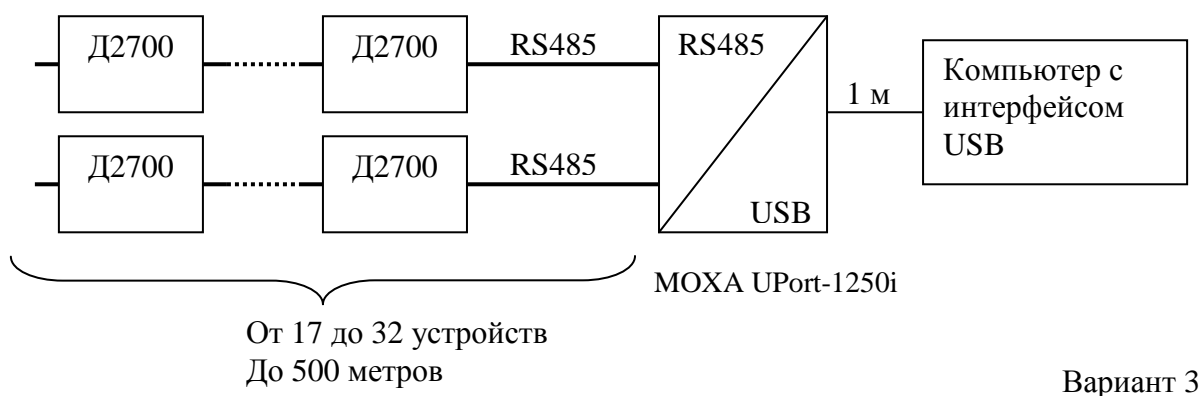 Д2700
Д2700
RS485
RS485
1 м
Компьютер с
интерфейсом
USB
Д2700
Д2700
RS485
USB
MOXA UPort-1250i
От 17 до 32 устройств
До 500 метров
Вариант 3